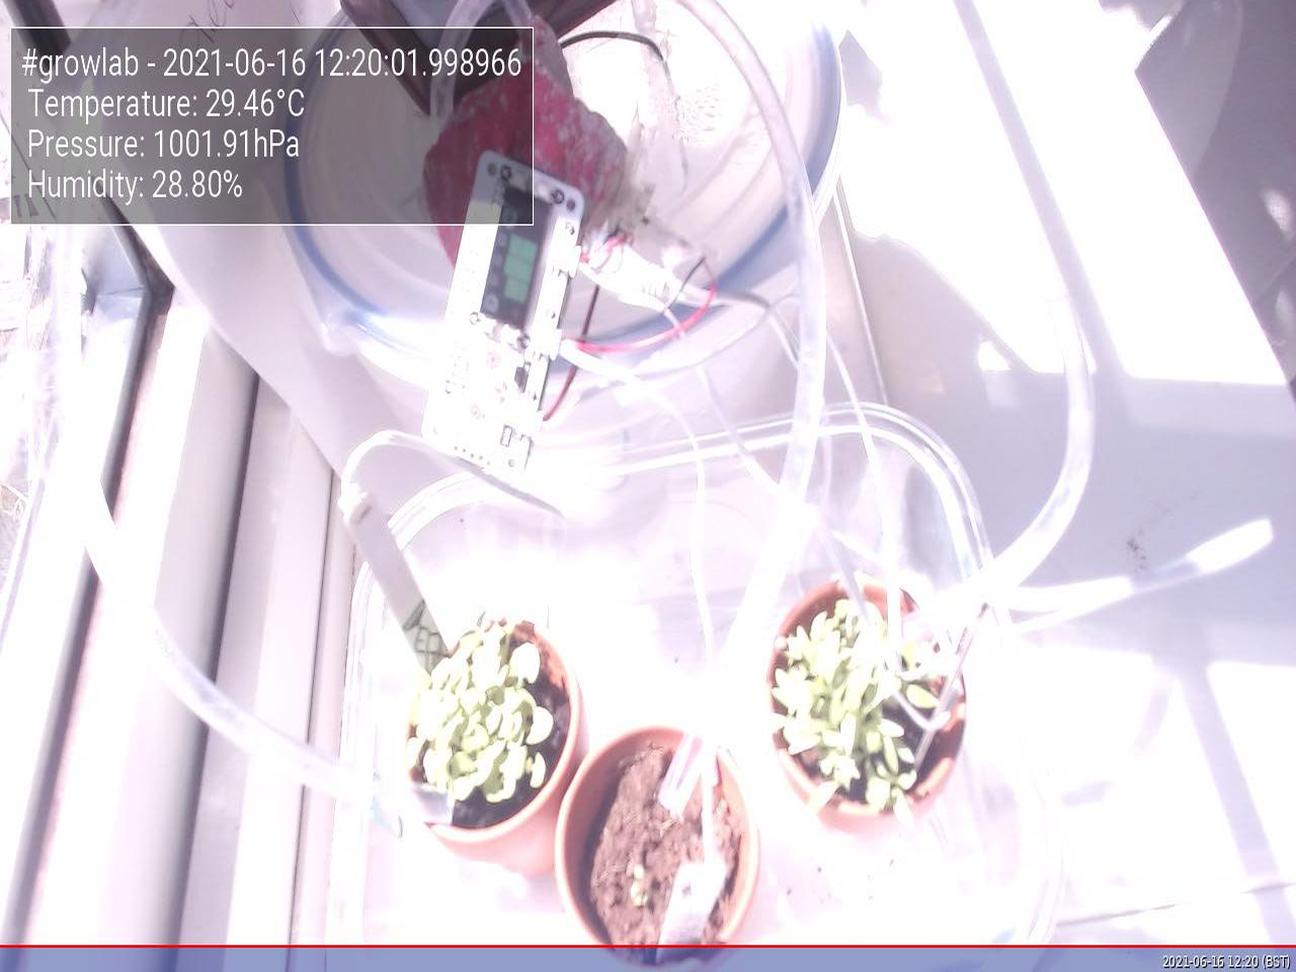 #growlab - 2021-06-16 12:20:01.998966
Temperature: 29.46°C
Pressure: 1001.91hPa
Humidity: 28.80%
2021-06-16 12:20 (BST)